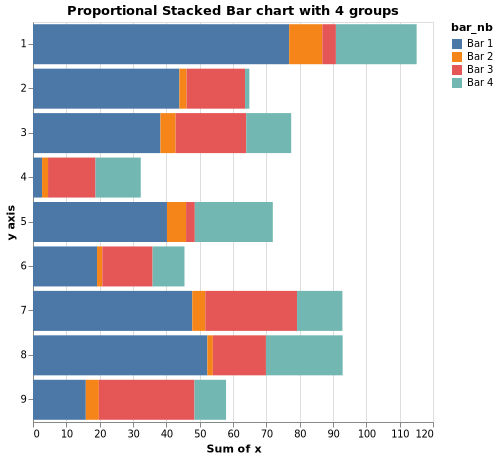 Proportional Stacked Bar chart with 4 groups
bar_nb
Bar 1
Bar 2
Bar 3
Bar 4
y axis
1
2
3
4
5
6
7
8
9
0 10 20 30 40 50 60 70 80 90 100 110 120
Sum of x